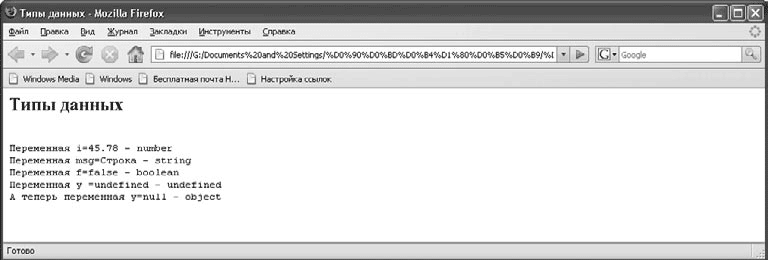 Типы данных - Mozilla Firefox
Файл Правка Вид Журнал Закладки Инструменты Справка
file:///G:/Documents%20and%20Settings/%D0%90%D0%BD%D0%B4%D1%80%D0%B5%D0%B9/%D
G Google
Windows Media Windows Бесплатная почта H... Настройка ссылок
Типы данных
Переменная i=45.78 - number
Переменная msg=Строка - string
Переменная f=false - boolean
Переменная y =undefined - undefined
А теперь переменная y=null - object
Готово